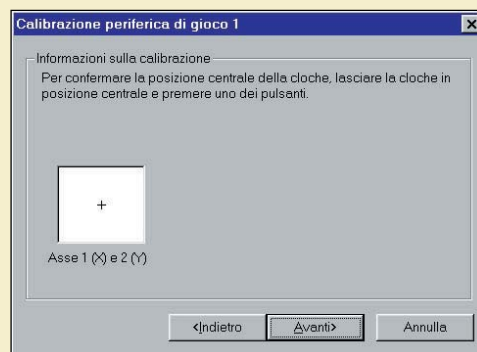 Calibrazione periferica di gioco 1
Informazioni sulla calibrazione
Per confermare la posizione centrale della cloche, lasciare la cloche in
posizione centrale e premere uno dei pulsanti.
Asse 1 (X) e 2 (Y)
<Indietro
Avanti>
Annulla